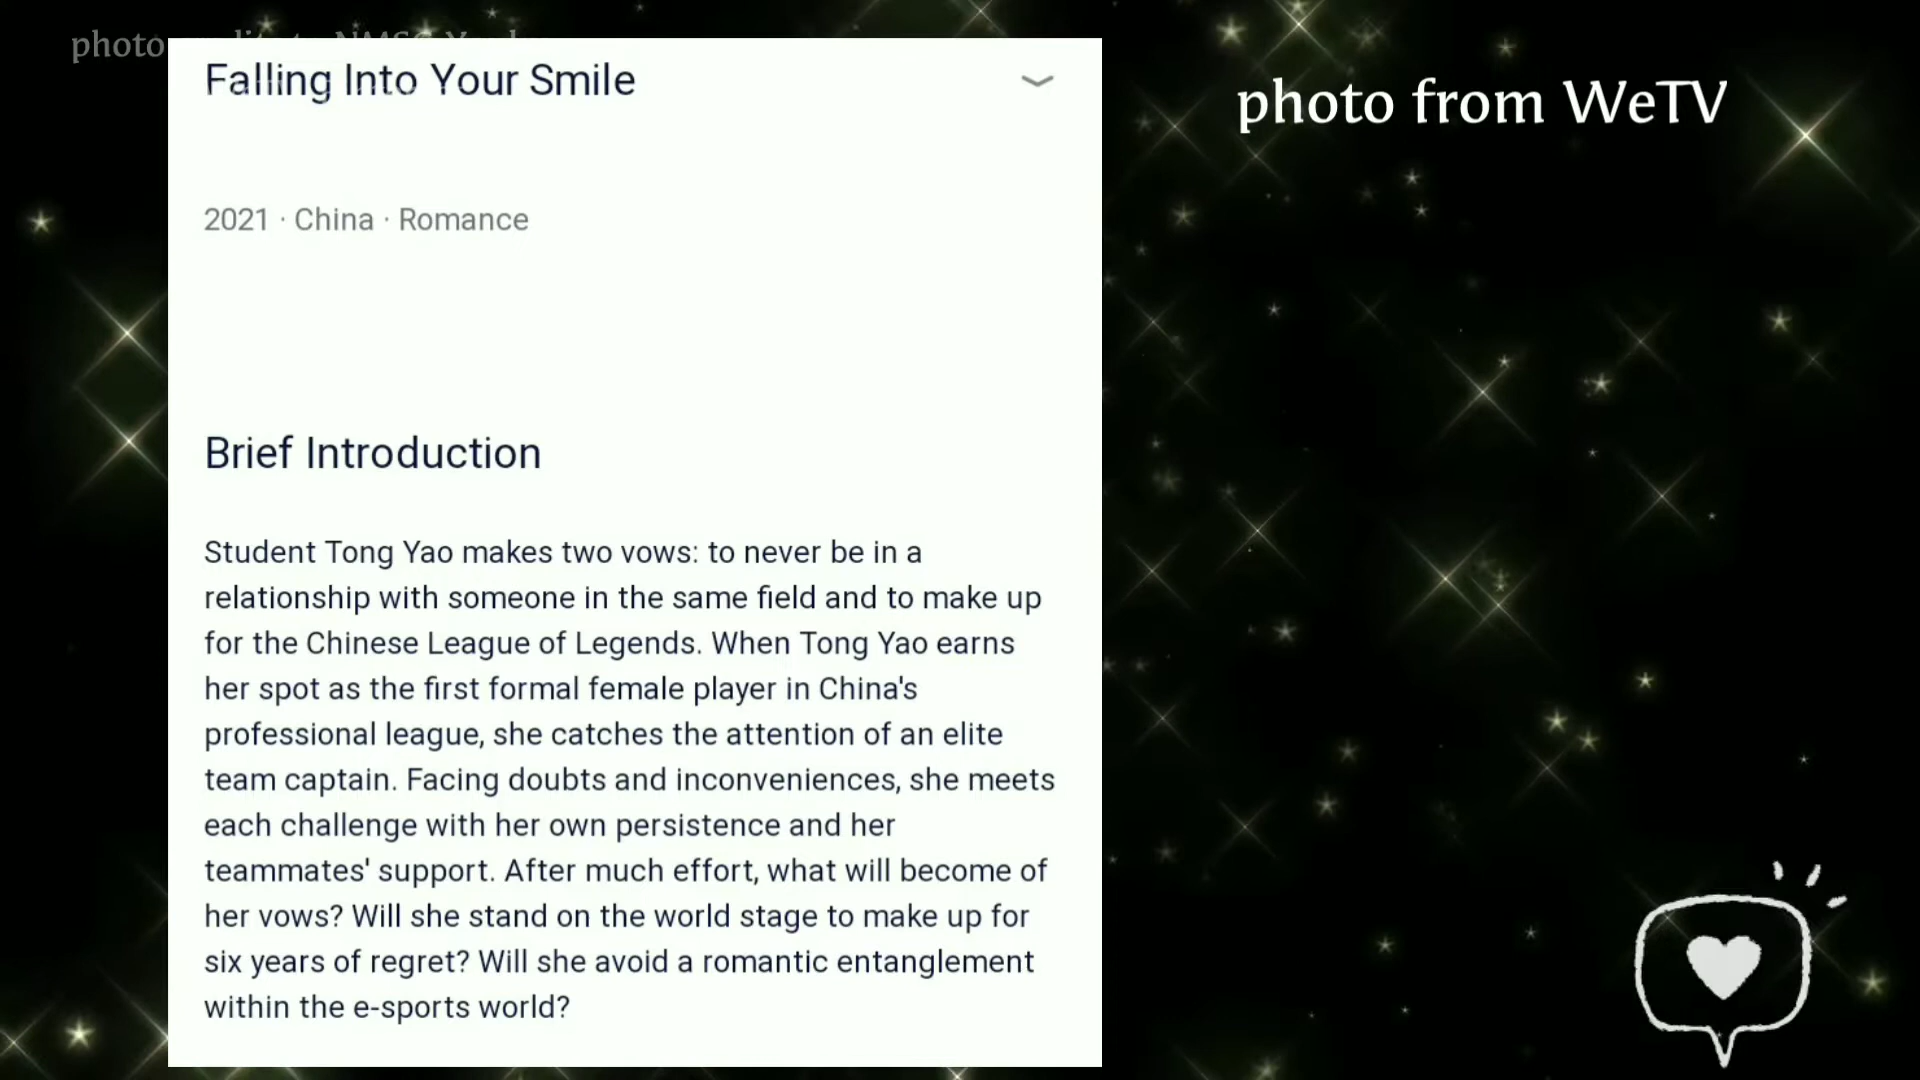 photo
Falling Into Your Smile
photo from WeTV
2021 · China · Romance
Brief Introduction
Student Tong Yao makes two vows: to never be in a
relationship with someone in the same field and to make up
for the Chinese League of Legends. When Tong Yao earns
her spot as the first formal female player in China's
professional league, she catches the attention of an elite
team captain. Facing doubts and inconveniences, she meets
each challenge with her own persistence and her
teammates' support. After much effort, what will become of
her vows? Will she stand on the world stage to make up for
six years of regret? Will she avoid a romantic entanglement
within the e-sports world?